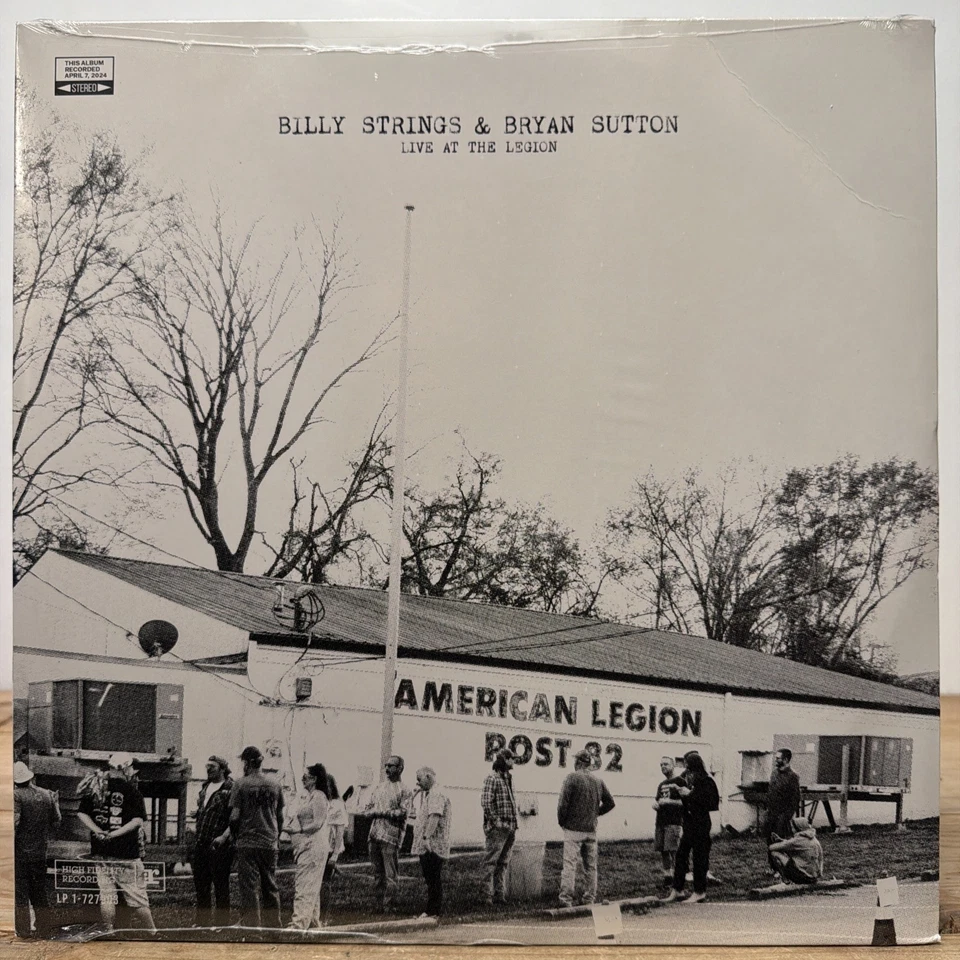 THIS ALBUM
RECORDED
APRIL 7, 2024
STEREO
BILLY STRINGS & BRYAN SUTTON
LIVE AT THE LEGION
AMERICAN LEGION
POST 82
HIGH FIDELITY
RECORDING
LP